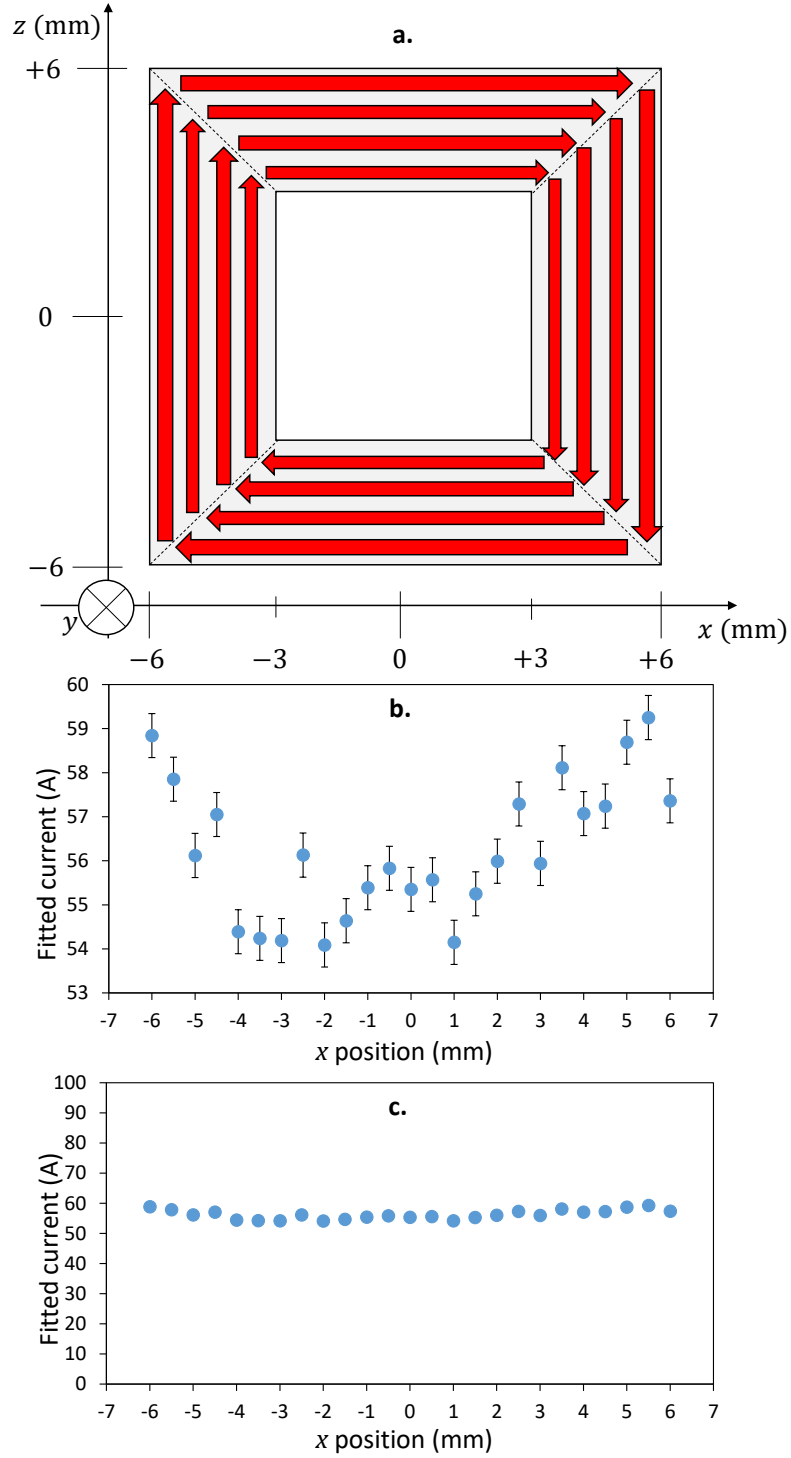 z (mm)
a.
+6
0
−6
y
x (mm)
−6
−3
0
+3
+6
b.
Fitted current (A)
60
59
58
57
56
55
54
53
-7 -6 -5 -4 -3 -2 -1 0 1 2 3 4 5 6 7
x position (mm)
c.
Fitted current (A)
100
90
80
70
60
50
40
30
20
10
0
-7 -6 -5 -4 -3 -2 -1 0 1 2 3 4 5 6 7
x position (mm)